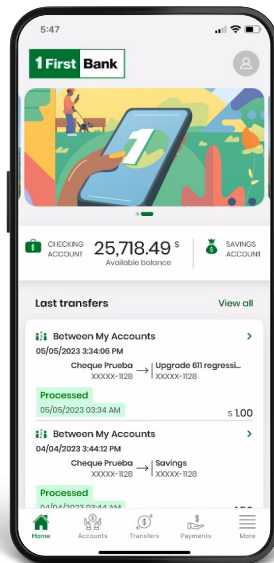 5:47
1 First Bank
1
CHECKING ACCOUNT
25,718.49 $
Available balance
SAVINGS ACCOUNT
Last transfers View all
Between My Accounts >
05/05/2023 3:34:06 PM
Cheque Prueba → Upgrade 611 regressi...
XXXXX-1128 XXXXX-1128
Processed
05/05/2023 03:34 AM $ 1.00
Between My Accounts >
04/04/2023 3:44:12 PM
Cheque Prueba → Savings
XXXXX-1128 XXXXX-1128
Processed
Home Accounts Transfers Payments More